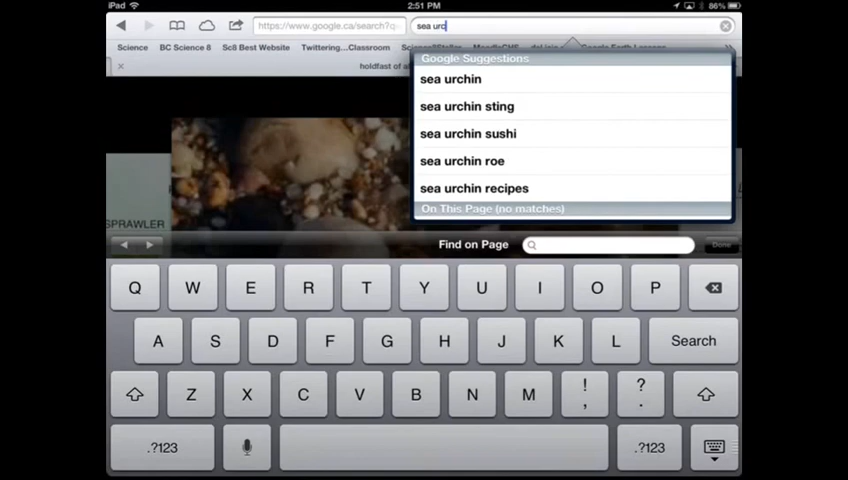 iPad 2:51 PM 86%
https://www.google.ca/search?q sea urc
Science BC Science 8 Sc8 Best Website Twittering...Classroom
holdfast of al
Google Suggestions
sea urchin
sea urchin sting
sea urchin sushi
sea urchin roe
sea urchin recipes
On This Page (no matches)
SPRAWLER
Find on Page Done
Q W E R T Y U I O P
A S D F G H J K L Search
Z X C V B N M ! , ? .
.?123 .?123